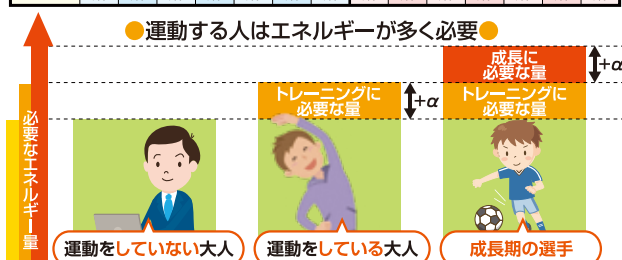 ●運動する人はエネルギーが多く必要●
成長に
必要な量
+α
トレーニングに
必要な量
+α
トレーニングに
必要な量
必要なエネルギー量
運動をしていない大人
運動をしている大人
成長期の選手